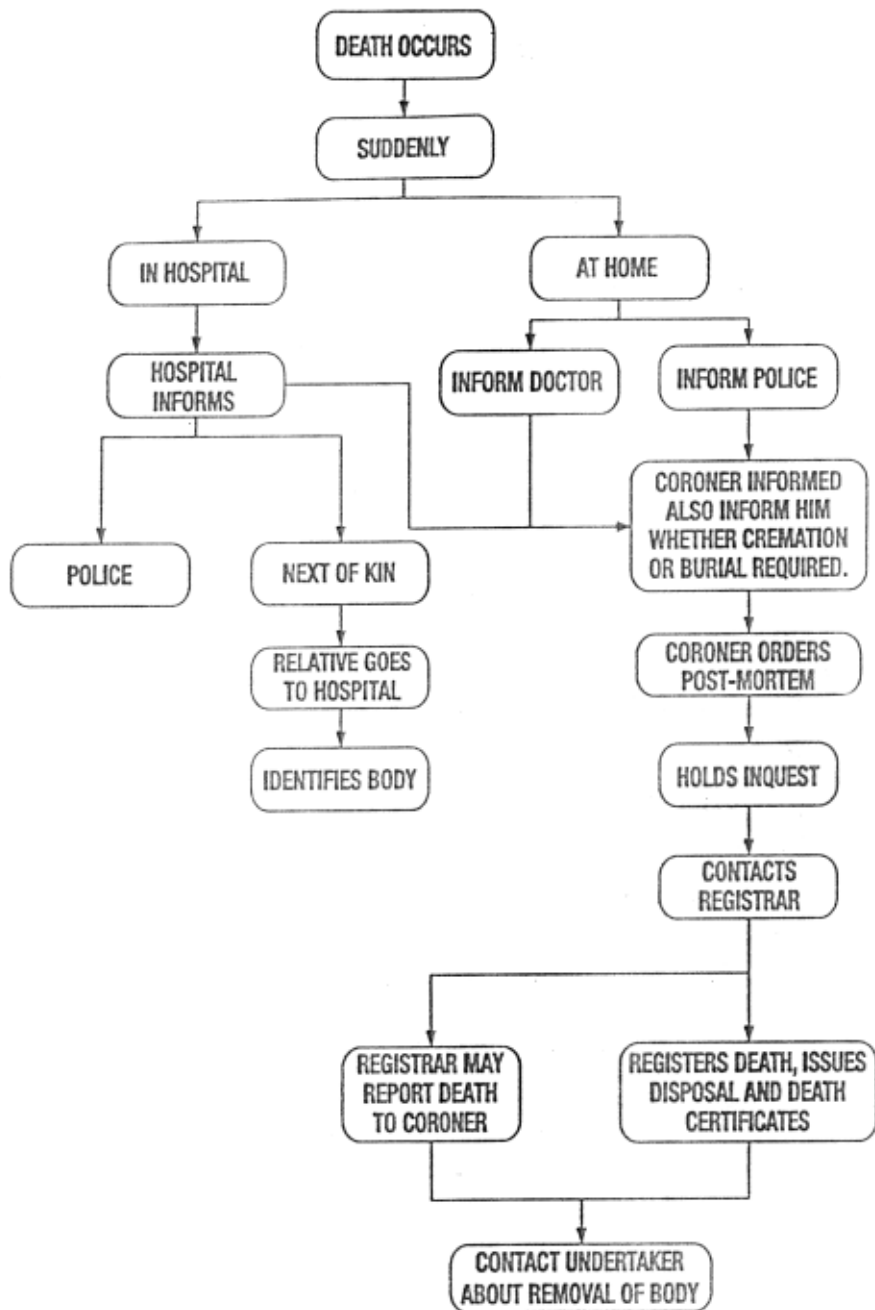 DEATH OCCURS
SUDDENLY
IN HOSPITAL
AT HOME
HOSPITAL
INFORMS
INFORM DOCTOR
INFORM POLICE
CORONER INFORMED
ALSO INFORM HIM
WHETHER CREMATION
OR BURIAL REQUIRED.
POLICE
NEXT OF KIN
RELATIVE GOES
TO HOSPITAL
CORONER ORDERS
POST-MORTEM
IDENTIFIES BODY
HOLDS INQUEST
CONTACTS
REGISTRAR
REGISTRAR MAY
REPORT DEATH
TO CORONER
REGISTERS DEATH, ISSUES
DISPOSAL AND DEATH
CERTIFICATES
CONTACT UNDERTAKER
ABOUT REMOVAL OF BODY